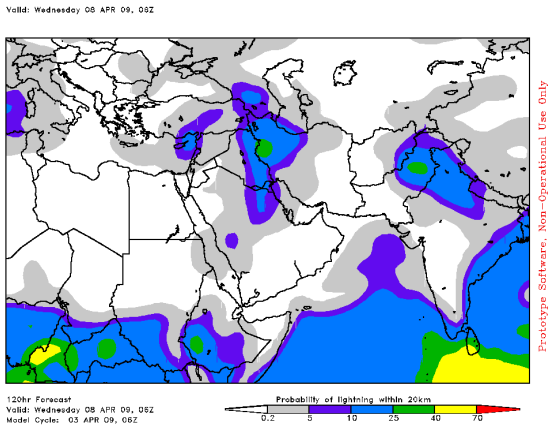 Valid: Wednesday 08 APR 09, 06Z
Prototype Software, Non-Operational Use Only
120hr Forecast
Valid: Wednesday 08 APR 09, 06Z
Model Cycle: 03 APR 09, 06Z
Probability of lightning within 20km
0.2 5 10 25 40 70